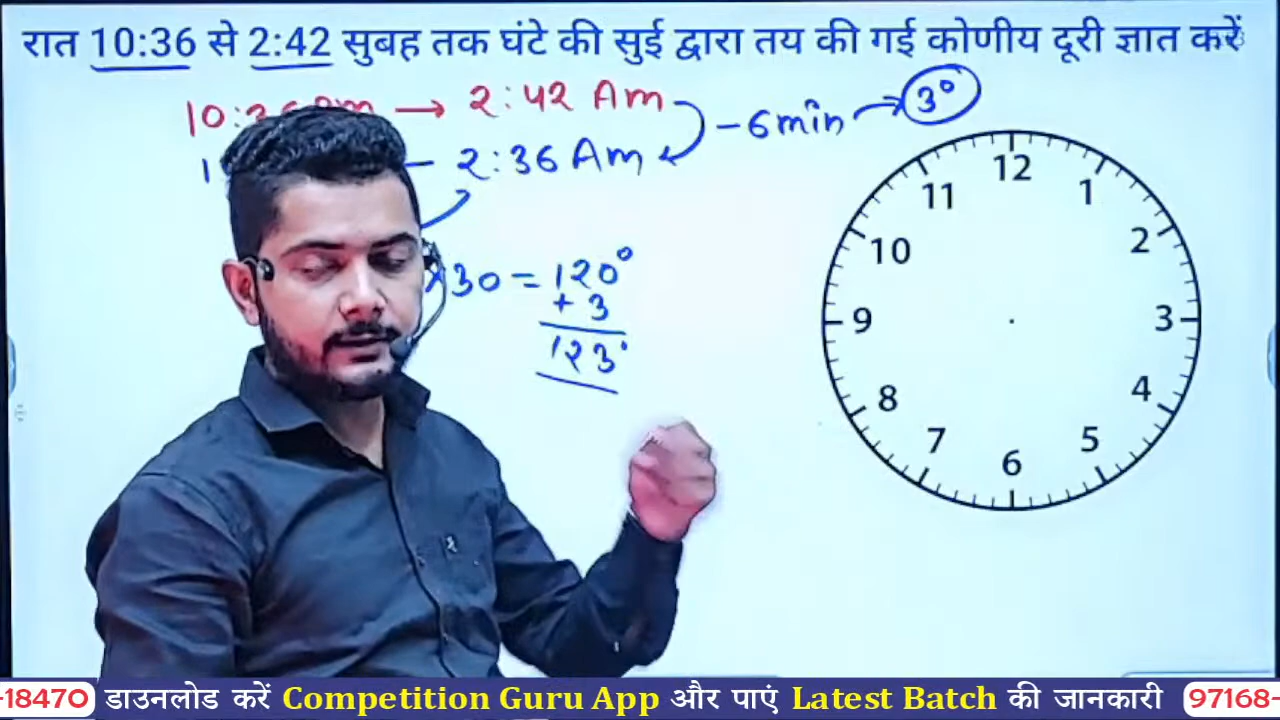 रात 10:36 से 2:42 सुबह तक घंटे की सुई द्वारा तय की गई कोणीय दूरी ज्ञात करें
→ 2:42 Am
-6min → 3°
– 2:36 Am
30 = 120°
+ 3
123°
12
11
1
10
2
9
3
8
4
7
5
6
-18470 डाउनलोड करें Competition Guru App और पाएं Latest Batch की जानकारी 97168-